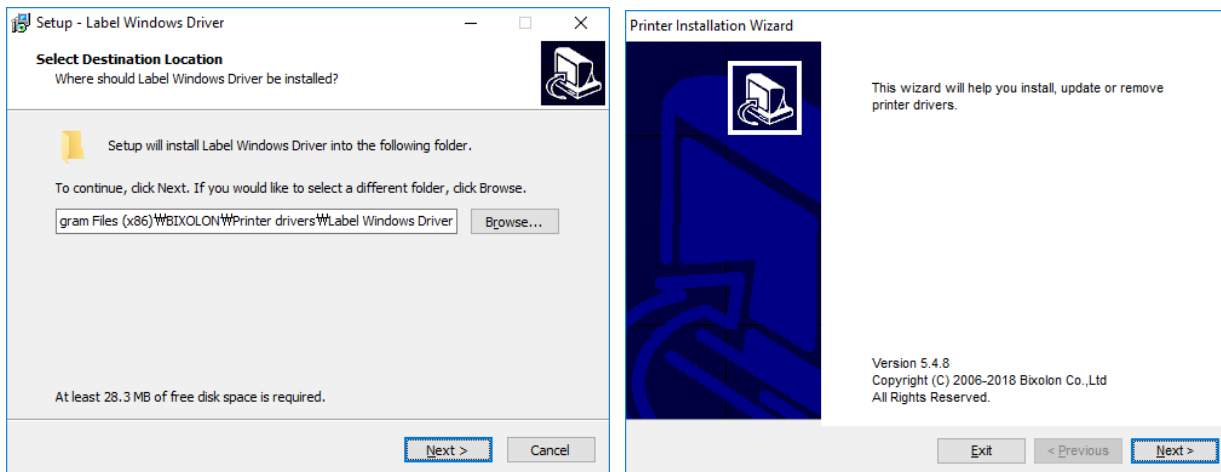 Setup - Label Windows Driver
Select Destination Location
Where should Label Windows Driver be installed?
Setup will install Label Windows Driver into the following folder.
To continue, click Next. If you would like to select a different folder, click Browse.
gram Files (x86)₩BIXOLON₩Printer drivers₩Label Windows Driver
Browse...
At least 28.3 MB of free disk space is required.
Next >
Cancel
Printer Installation Wizard
This wizard will help you install, update or remove
printer drivers.
Version 5.4.8
Copyright (C) 2006-2018 Bixolon Co.,Ltd
All Rights Reserved.
Exit
< Previous
Next >